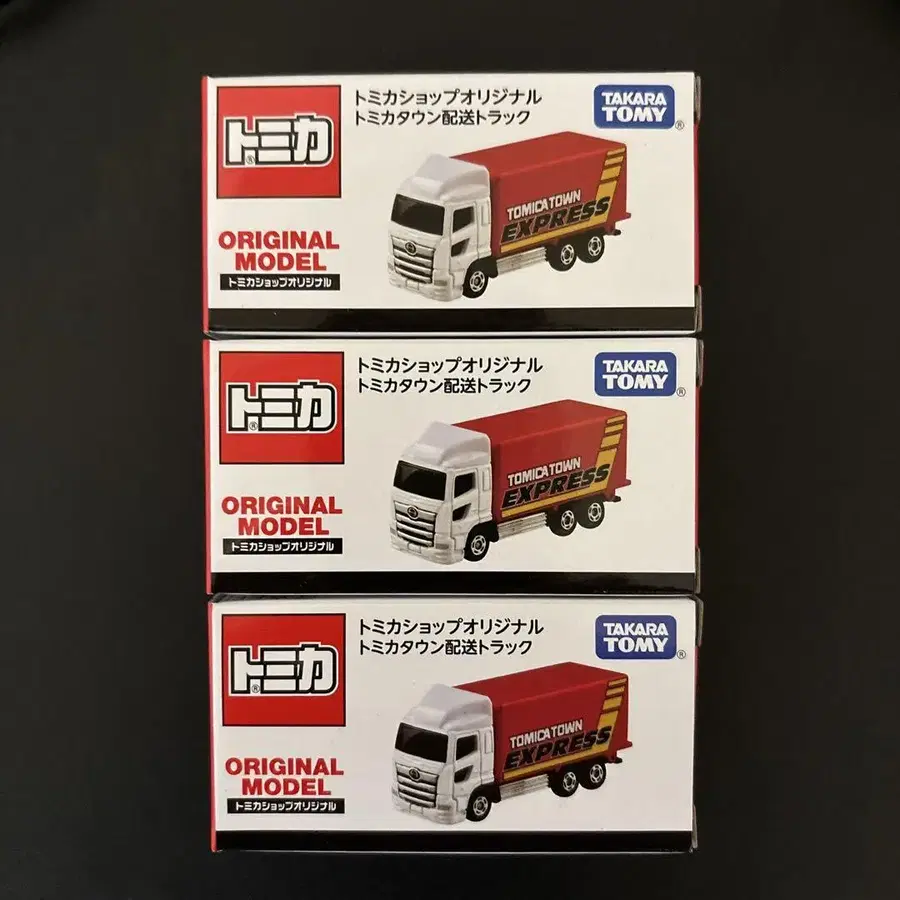 トミカ
®
トミカショップオリジナル
トミカタウン配送トラック
TAKARA
TOMY
®
TOMICA TOWN
EXPRESS
ORIGINAL
MODEL
トミカショップオリジナル
トミカ
®
トミカショップオリジナル
トミカタウン配送トラック
TAKARA
TOMY
®
TOMICA TOWN
EXPRESS
ORIGINAL
MODEL
トミカショップオリジナル
トミカ
®
トミカショップオリジナル
トミカタウン配送トラック
TAKARA
TOMY
®
TOMICA TOWN
EXPRESS
ORIGINAL
MODEL
トミカショップオリジナル